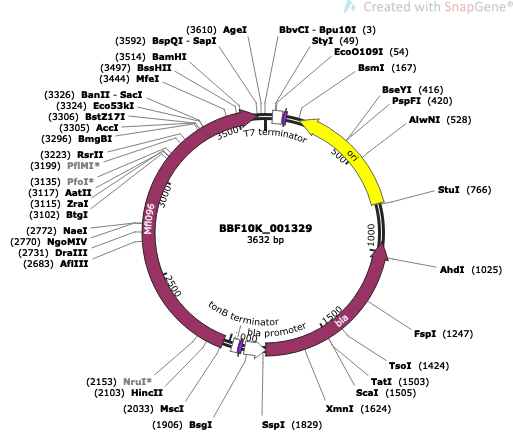 Created with SnapGene®
(3610) AgeI
BbvCI - Bpu10I (3)
(3592) BspQI - SapI
StyI (49)
EcoO109I (54)
(3514) BamHI
BsmI (167)
(3497) BssHII
(3444) MfeI
BseYI (416)
(3326) BanII - SacI
PspFI (420)
(3324) Eco53kI
(3306) BstZ17I
AlwNI (528)
(3305) AccI
(3296) BmgBI
3500
T7 terminator
ori
500
(3223) RsrII
(3199) PflMI*
(3135) PfoI*
(3117) AatII
StuI (766)
(3115) ZraI
(3102) BtgI
3000
Mfl096
BBF10K_001329
3632 bp
1000
(2772) NaeI
(2770) NgoMIV
(2731) DraIII
(2683) AflIII
AhdI (1025)
2500
tonB terminator
bla promoter
1500
bla
FspI (1247)
TsoI (1424)
(2153) NruI*
TatI (1503)
(2103) HincII
ScaI (1505)
(2033) MscI
XmnI (1624)
(1906) BsgI
SspI (1829)